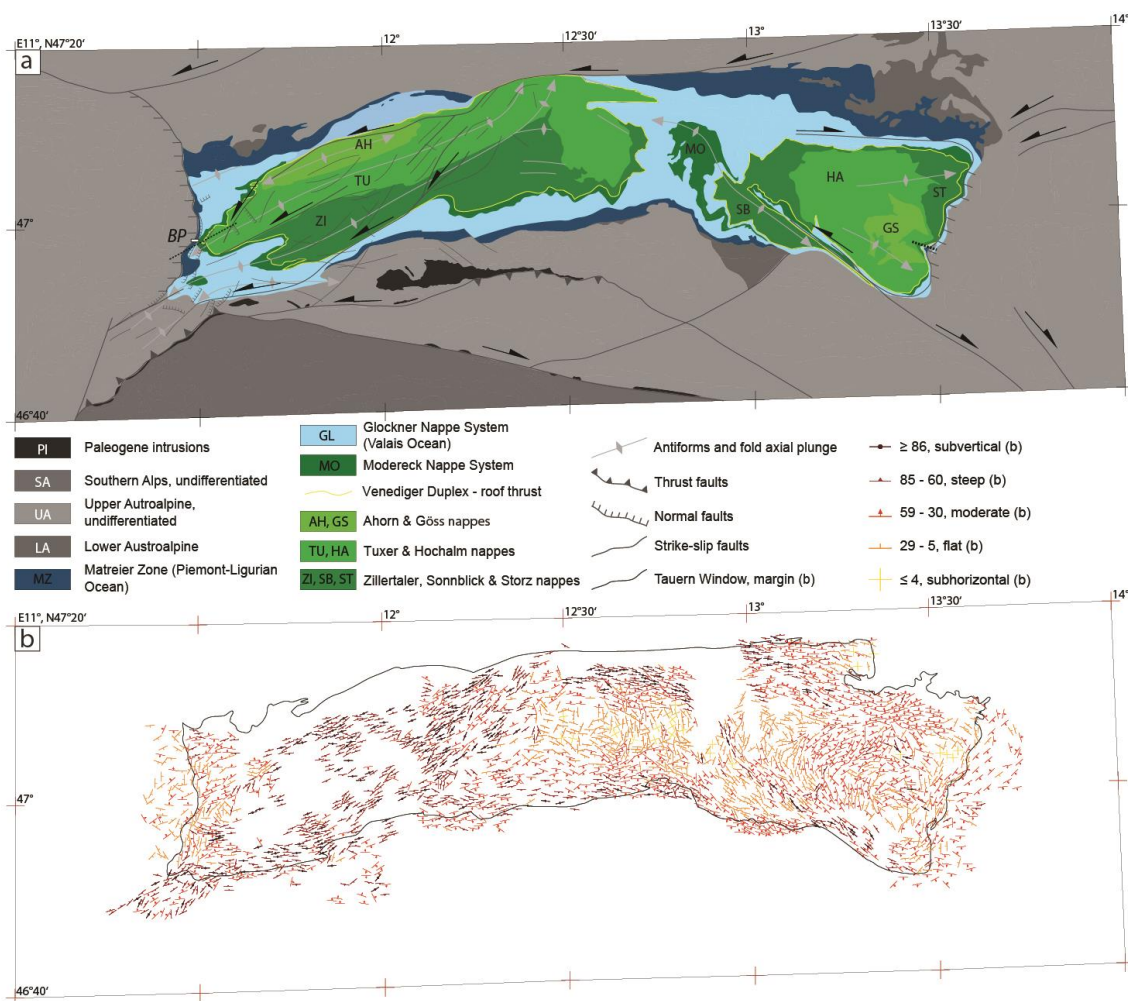 E11°, N47°20'
12°
12°30'
13°
13°30'
14°
a
AH
TU
ZI
BP
MO
SB
HA
ST
GS
47°
46°40'
PI Paleogene intrusions
SA Southern Alps, undifferentiated
UA Upper Autroalpine,
undifferentiated
LA Lower Austroalpine
MZ Matreier Zone (Piemont-Ligurian
Ocean)
GL Glockner Nappe System
(Valais Ocean)
MO Modereck Nappe System
Venediger Duplex - roof thrust
AH, GS Ahorn & Göss nappes
TU, HA Tuxer & Hochalm nappes
ZI, SB, ST Zillertaler, Sonnblick & Storz nappes
Antiforms and fold axial plunge
Thrust faults
Normal faults
Strike-slip faults
Tauern Window, margin (b)
≥ 86, subvertical (b)
85 - 60, steep (b)
59 - 30, moderate (b)
29 - 5, flat (b)
≤ 4, subhorizontal (b)
E11°, N47°20'
12°
12°30'
13°
13°30'
14°
b
47°
46°40'